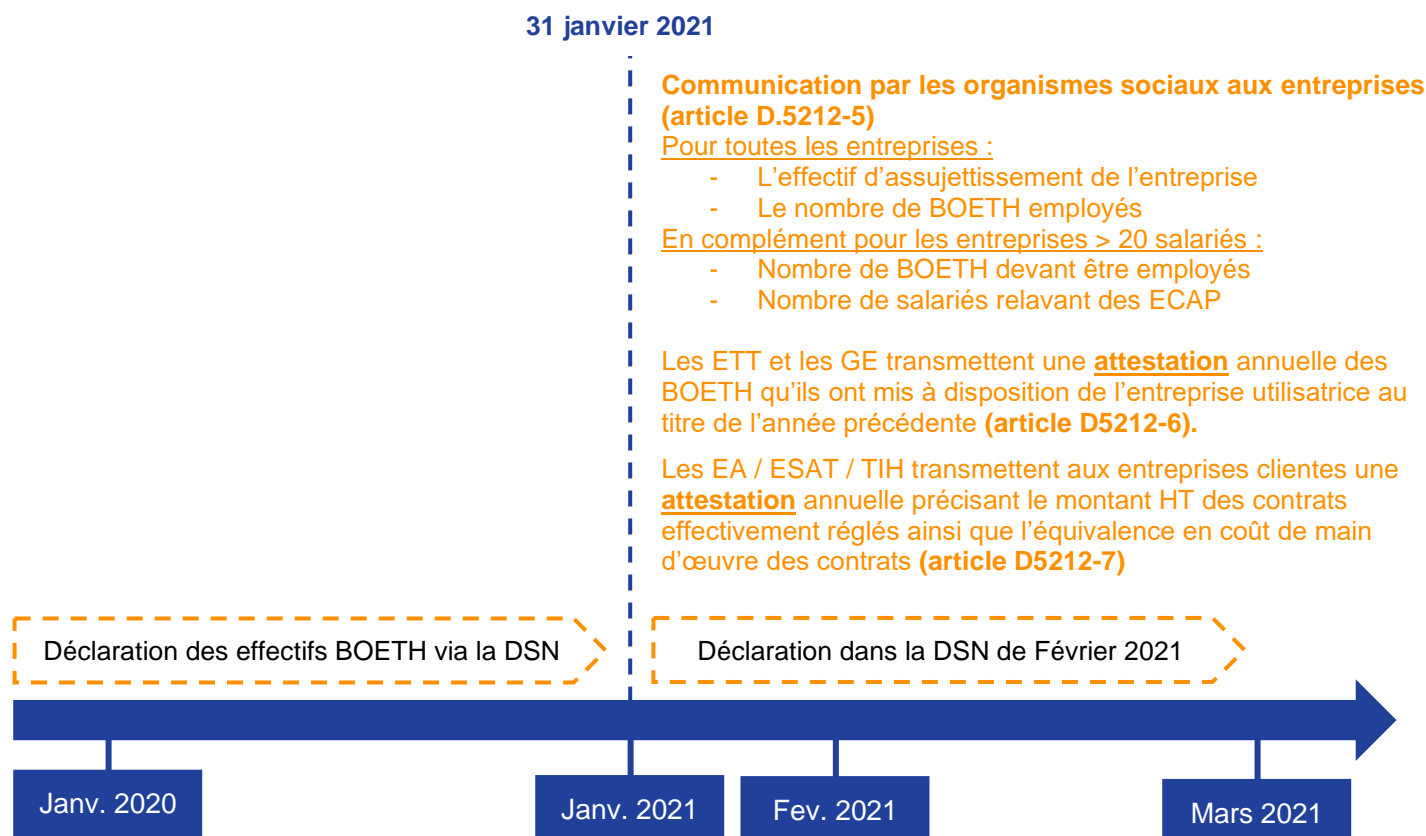 31 janvier 2021
Communication par les organismes sociaux aux entreprises
(article D.5212-5)
Pour toutes les entreprises :
- L’effectif d’assujettissement de l’entreprise
- Le nombre de BOETH employés
En complément pour les entreprises > 20 salariés :
- Nombre de BOETH devant être employés
- Nombre de salariés relavant des ECAP
Les ETT et les GE transmettent une attestation annuelle des
BOETH qu’ils ont mis à disposition de l’entreprise utilisatrice au
titre de l’année précédente (article D5212-6).
Les EA / ESAT / TIH transmettent aux entreprises clientes une
attestation annuelle précisant le montant HT des contrats
effectivement réglés ainsi que l’équivalence en coût de main
d’œuvre des contrats (article D5212-7)
Déclaration des effectifs BOETH via la DSN
Déclaration dans la DSN de Février 2021
Janv. 2020
Janv. 2021
Fev. 2021
Mars 2021